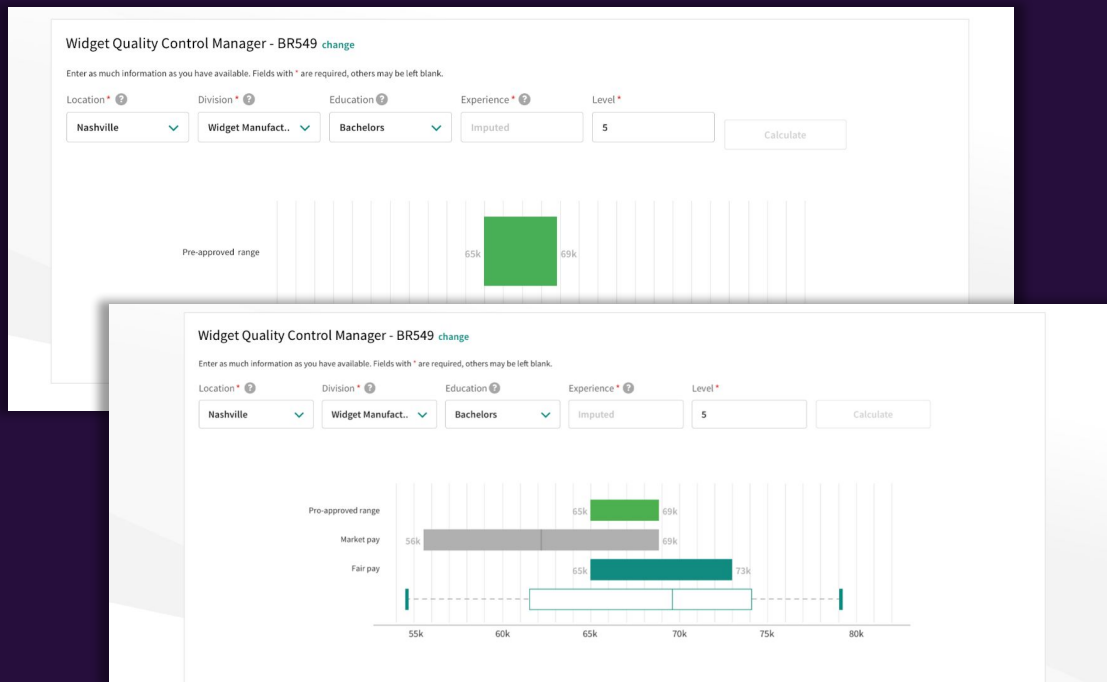 Widget Quality Control Manager - BR549 change
Enter as much information as you have available. Fields with * are required, others may be left blank.
Location * ? Division * ? Education ? Experience * ? Level *
Nashville Widget Manufact.. Bachelors Imputed 5 Calculate
Pre-approved range 65k 69k
Widget Quality Control Manager - BR549 change
Enter as much information as you have available. Fields with * are required, others may be left blank.
Location * ? Division * ? Education ? Experience * ? Level *
Nashville Widget Manufact.. Bachelors Imputed 5 Calculate
Pro-approved range 65k 69k
Market pay 56k 69k
Fair pay 65k 73k
55k 60k 65k 70k 75k 80k